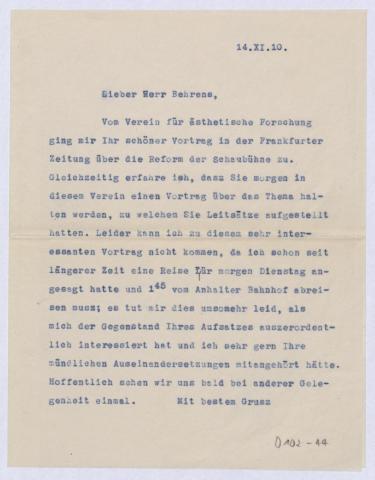 14.XI.10.
Lieber Herr Behrens,
Vom Verein für ästhetische Forschung
ging mir Ihr schöner Vortrag in der Frankfurter
Zeitung über die Reform der Schaubühne zu.
Gleichzeitig erfahre ich, dasz Sie morgen in
diesem Verein einen Vortrag über das Thema hal-
ten werden, zu welchem Sie Leitsätze aufgestellt
hatten. Leider kann ich zu diesem sehr inter-
essanten Vortrag nicht kommen, da ich schon seit
längerer Zeit eine Reise für morgen Dienstag an-
gesagt hatte und 145 vom Anhalter Bahnhof abrei-
sen musz; es tut mir dies umsomehr leid, als
mich der Gegenstand Ihres Aufsatzes auszerordent-
lich interessiert hat und ich sehr gern Ihre
mündlichen Auseinandersetzungen mitangehört hätte.
Hoffentlich sehen wir uns bald bei anderer Gele-
genheit einmal. Mit bestem Grusz
D102-44